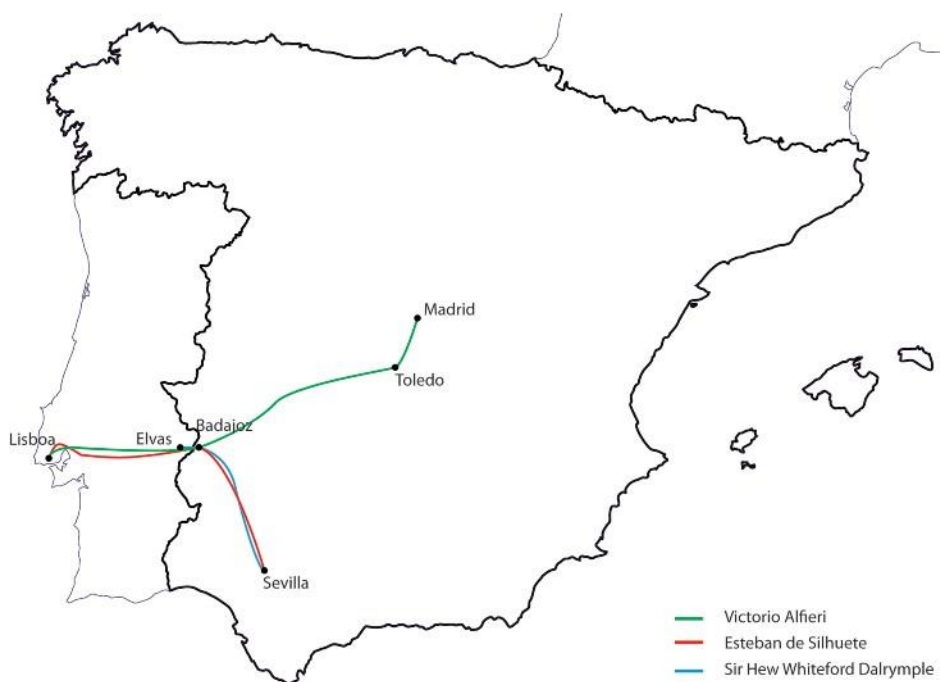 Madrid
Toledo
Badajoz
Elvas
Lisboa
Sevilla
Victorio Alfieri
Esteban de Silhuete
Sir Hew Whiteford Dalrymple